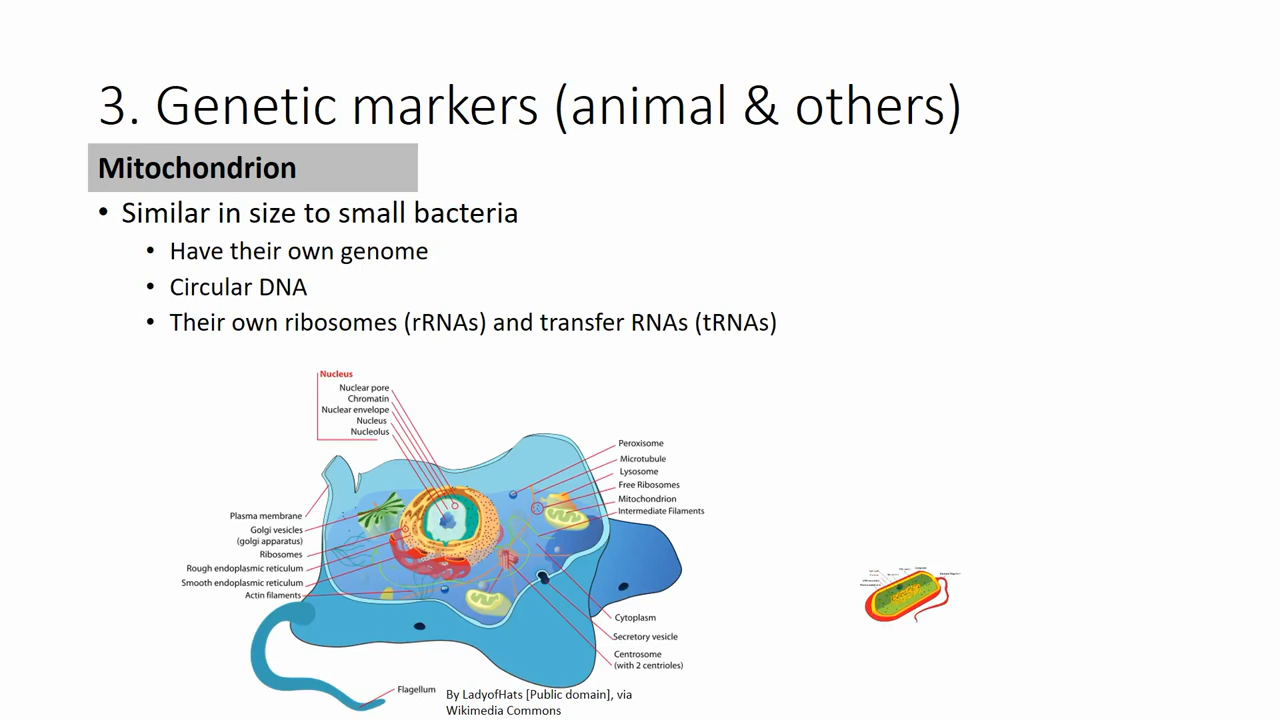 3. Genetic markers (animal & others)
Mitochondrion
• Similar in size to small bacteria
• Have their own genome
• Circular DNA
• Their own ribosomes (rRNAs) and transfer RNAs (tRNAs)
Nucleus
Nuclear pore
Chromatin
Nuclear envelope
Nucleus
Nucleolus
Plasma membrane
Golgi vesicles
(golgi apparatus)
Ribosomes
Rough endoplasmic reticulum
Smooth endoplasmic reticulum
Actin filaments
Peroxisome
Microtubule
Lysosome
Free Ribosomes
Mitochondrion
Intermediate Filaments
Cytoplasm
Secretory vesicle
Centrosome
(with 2 centrioles)
Flagellum
By LadyofHats [Public domain], via
Wikimedia Commons